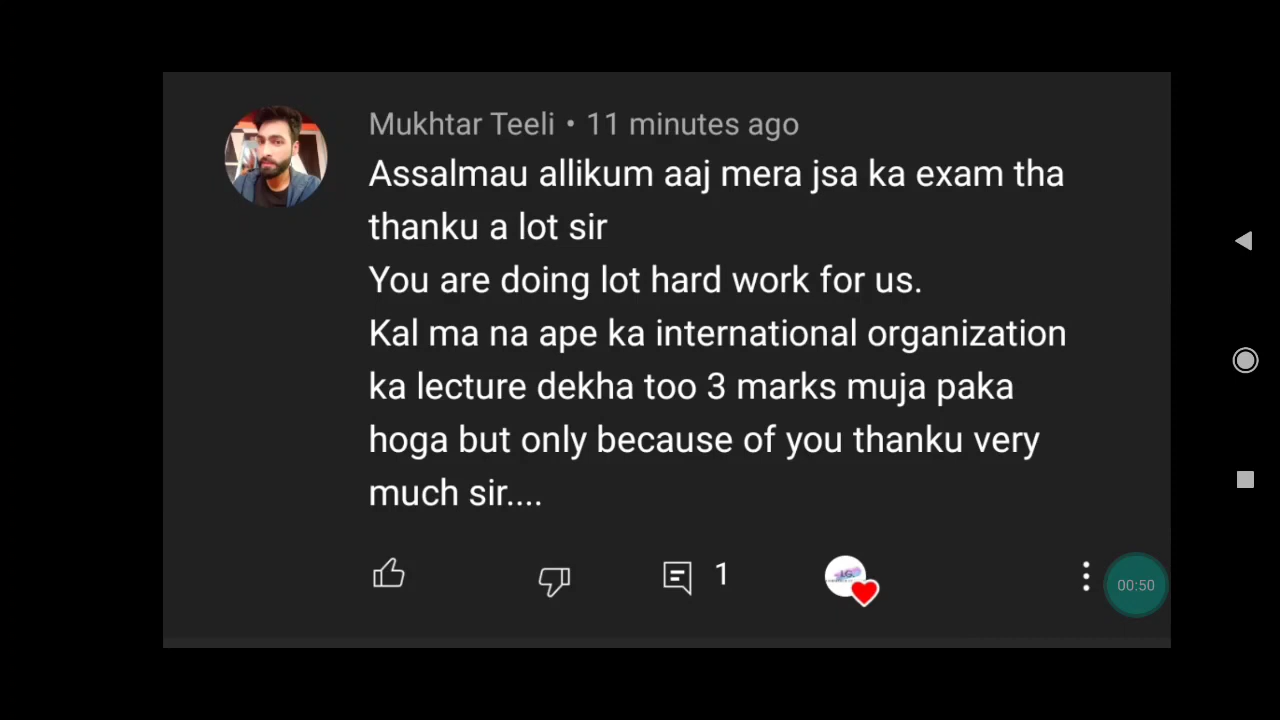 Mukhtar Teeli • 11 minutes ago
Assalmau allikum aaj mera jsa ka exam tha
thanku a lot sir
You are doing lot hard work for us.
Kal ma na ape ka international organization
ka lecture dekha too 3 marks muja paka
hoga but only because of you thanku very
much sir....
1
LG
00:50